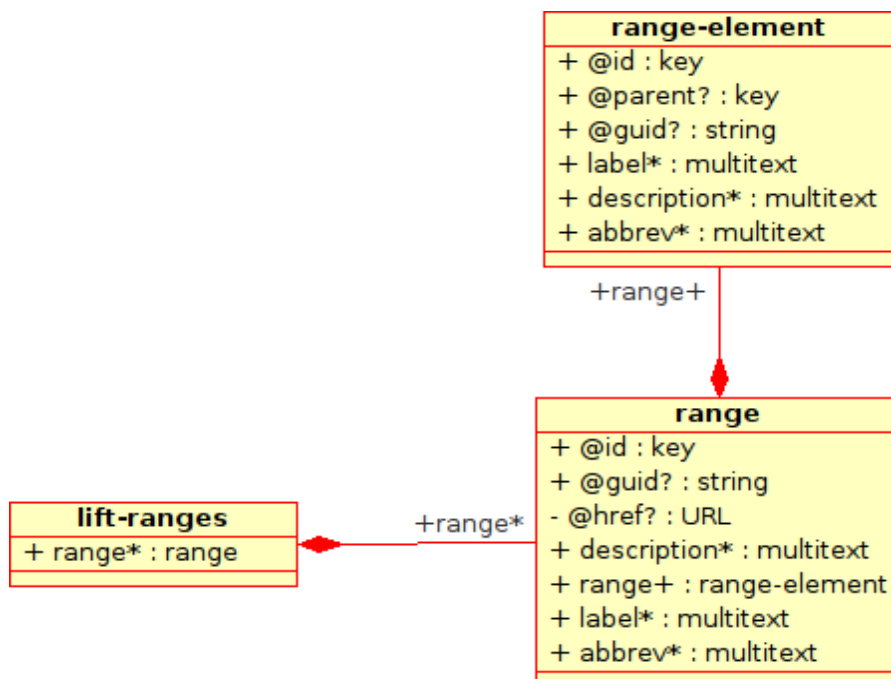 range-element
+ @id : key
+ @parent? : key
+ @guid? : string
+ label* : multitext
+ description* : multitext
+ abbrev* : multitext
+range+
range
+ @id : key
+ @guid? : string
- @href? : URL
+ description* : multitext
+ range+ : range-element
+ label* : multitext
+ abbrev* : multitext
+range*
lift-ranges
+ range* : range